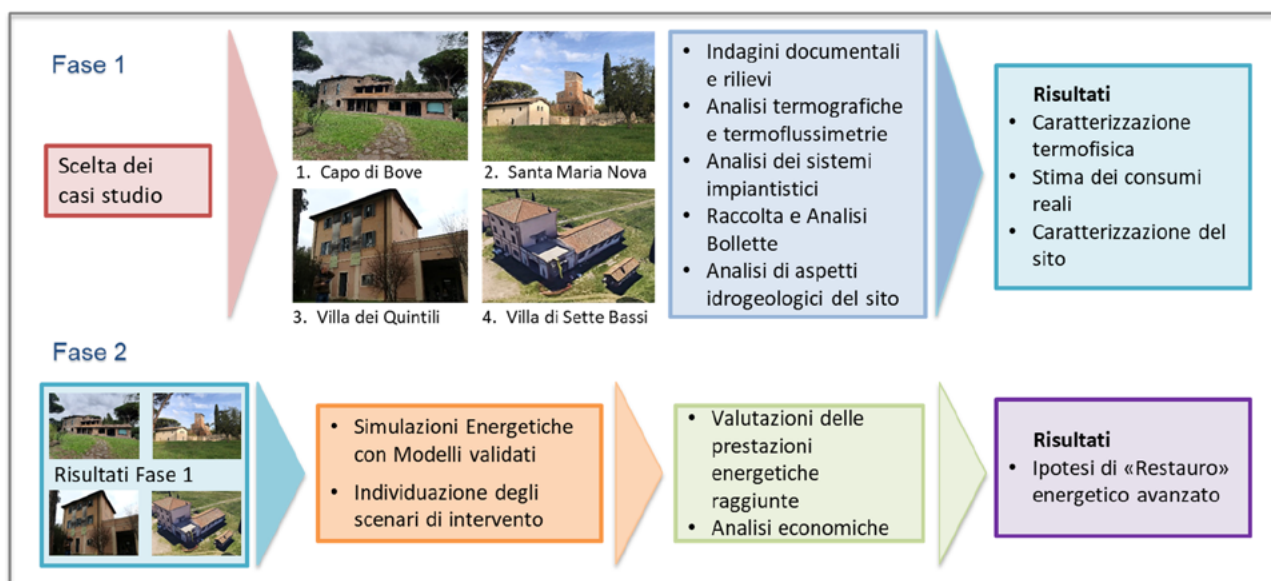 Fase 1
Scelta dei
casi studio
1. Capo di Bove
2. Santa Maria Nova
3. Villa dei Quintili
4. Villa di Sette Bassi
• Indagini documentali
e rilievi
• Analisi termografiche
e termoflussimetrie
• Analisi dei sistemi
impiantistici
• Raccolta e Analisi
Bollette
• Analisi di aspetti
idrogeologici del sito
Risultati
• Caratterizzazione
termofisica
• Stima dei consumi
reali
• Caratterizzazione del
sito
Fase 2
Risultati Fase 1
• Simulazioni Energetiche
con Modelli validati
• Individuazione degli
scenari di intervento
• Valutazioni delle
prestazioni
energetiche
raggiunte
• Analisi economiche
Risultati
• Ipotesi di «Restauro»
energetico avanzato